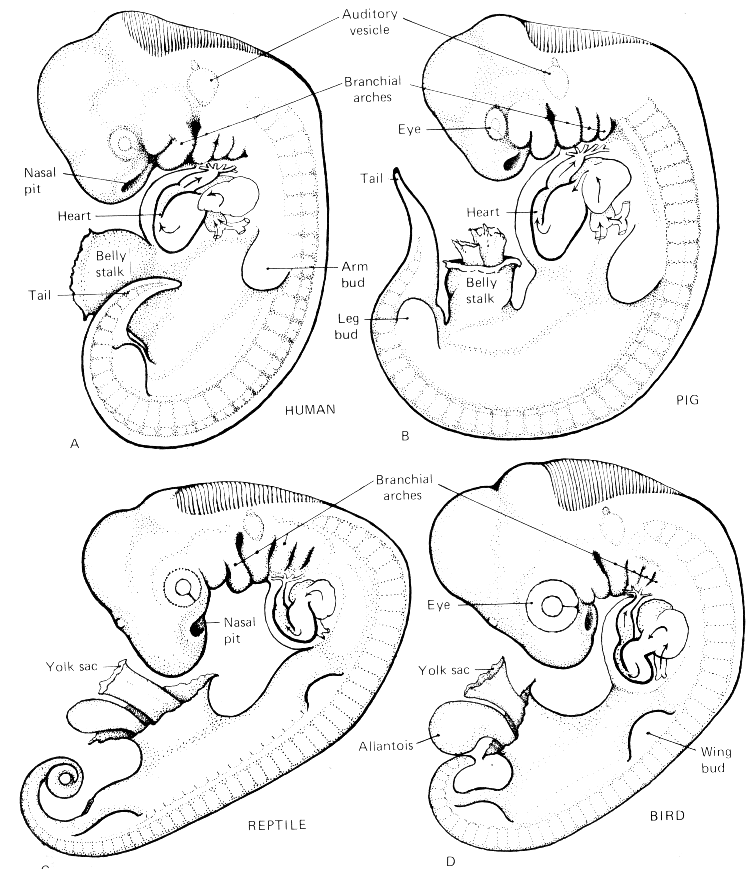 Auditory
vesicle
Branchial
arches
Eye
Nasal
pit
Tail
Heart
Heart
Belly
stalk
Arm
bud
Belly
stalk
Tail
Leg
bud
HUMAN
PIG
A
B
Branchial
arches
Nasal
pit
Eye
Yolk sac
Yolk sac
Allantois
Wing
bud
REPTILE
BIRD
D